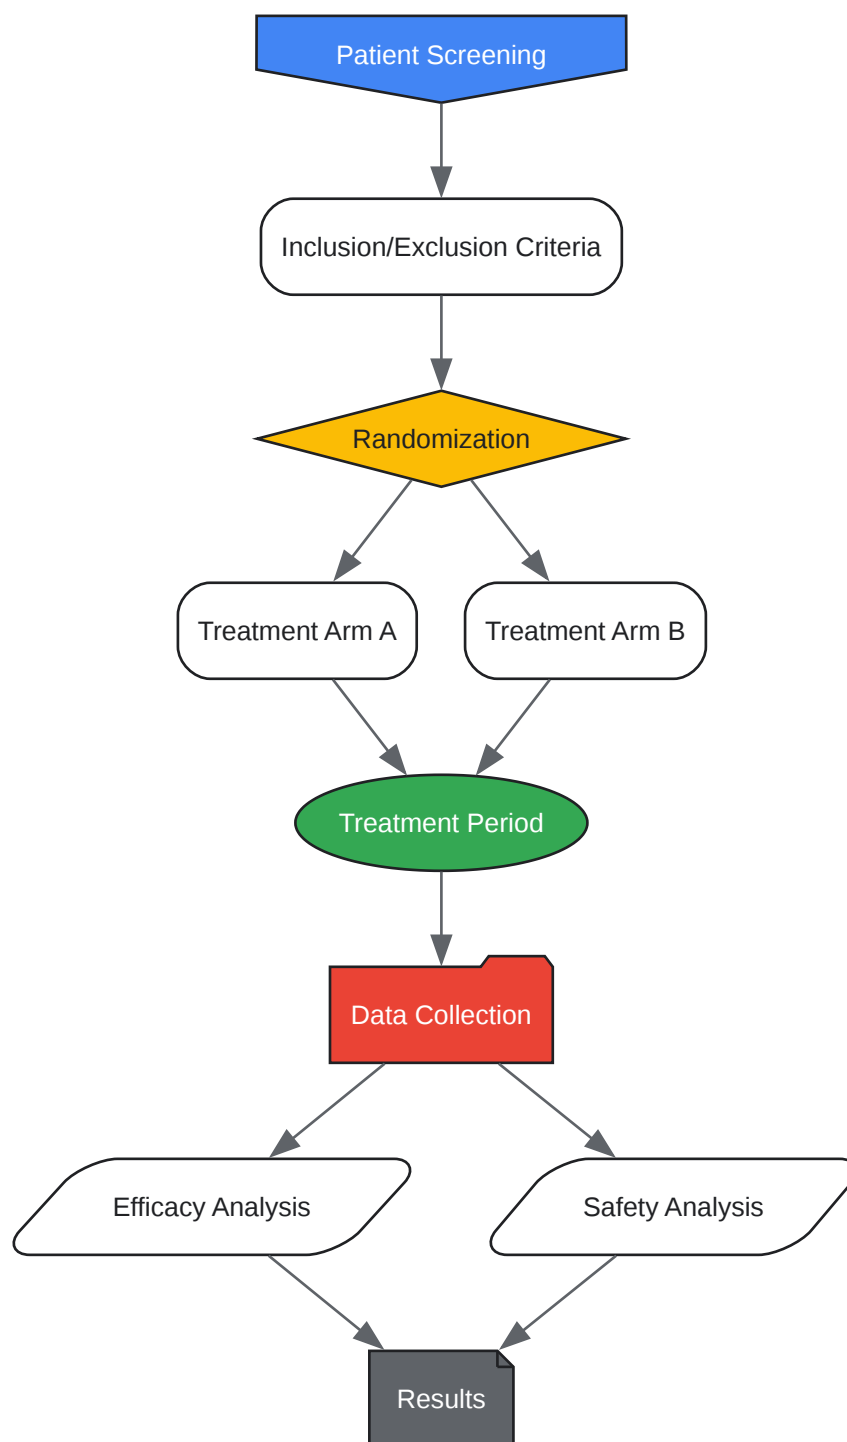 Patient Screening
Inclusion/Exclusion Criteria
Randomization
Treatment Arm A
Treatment Arm B
Treatment Period
Data Collection
Efficacy Analysis
Safety Analysis
Results